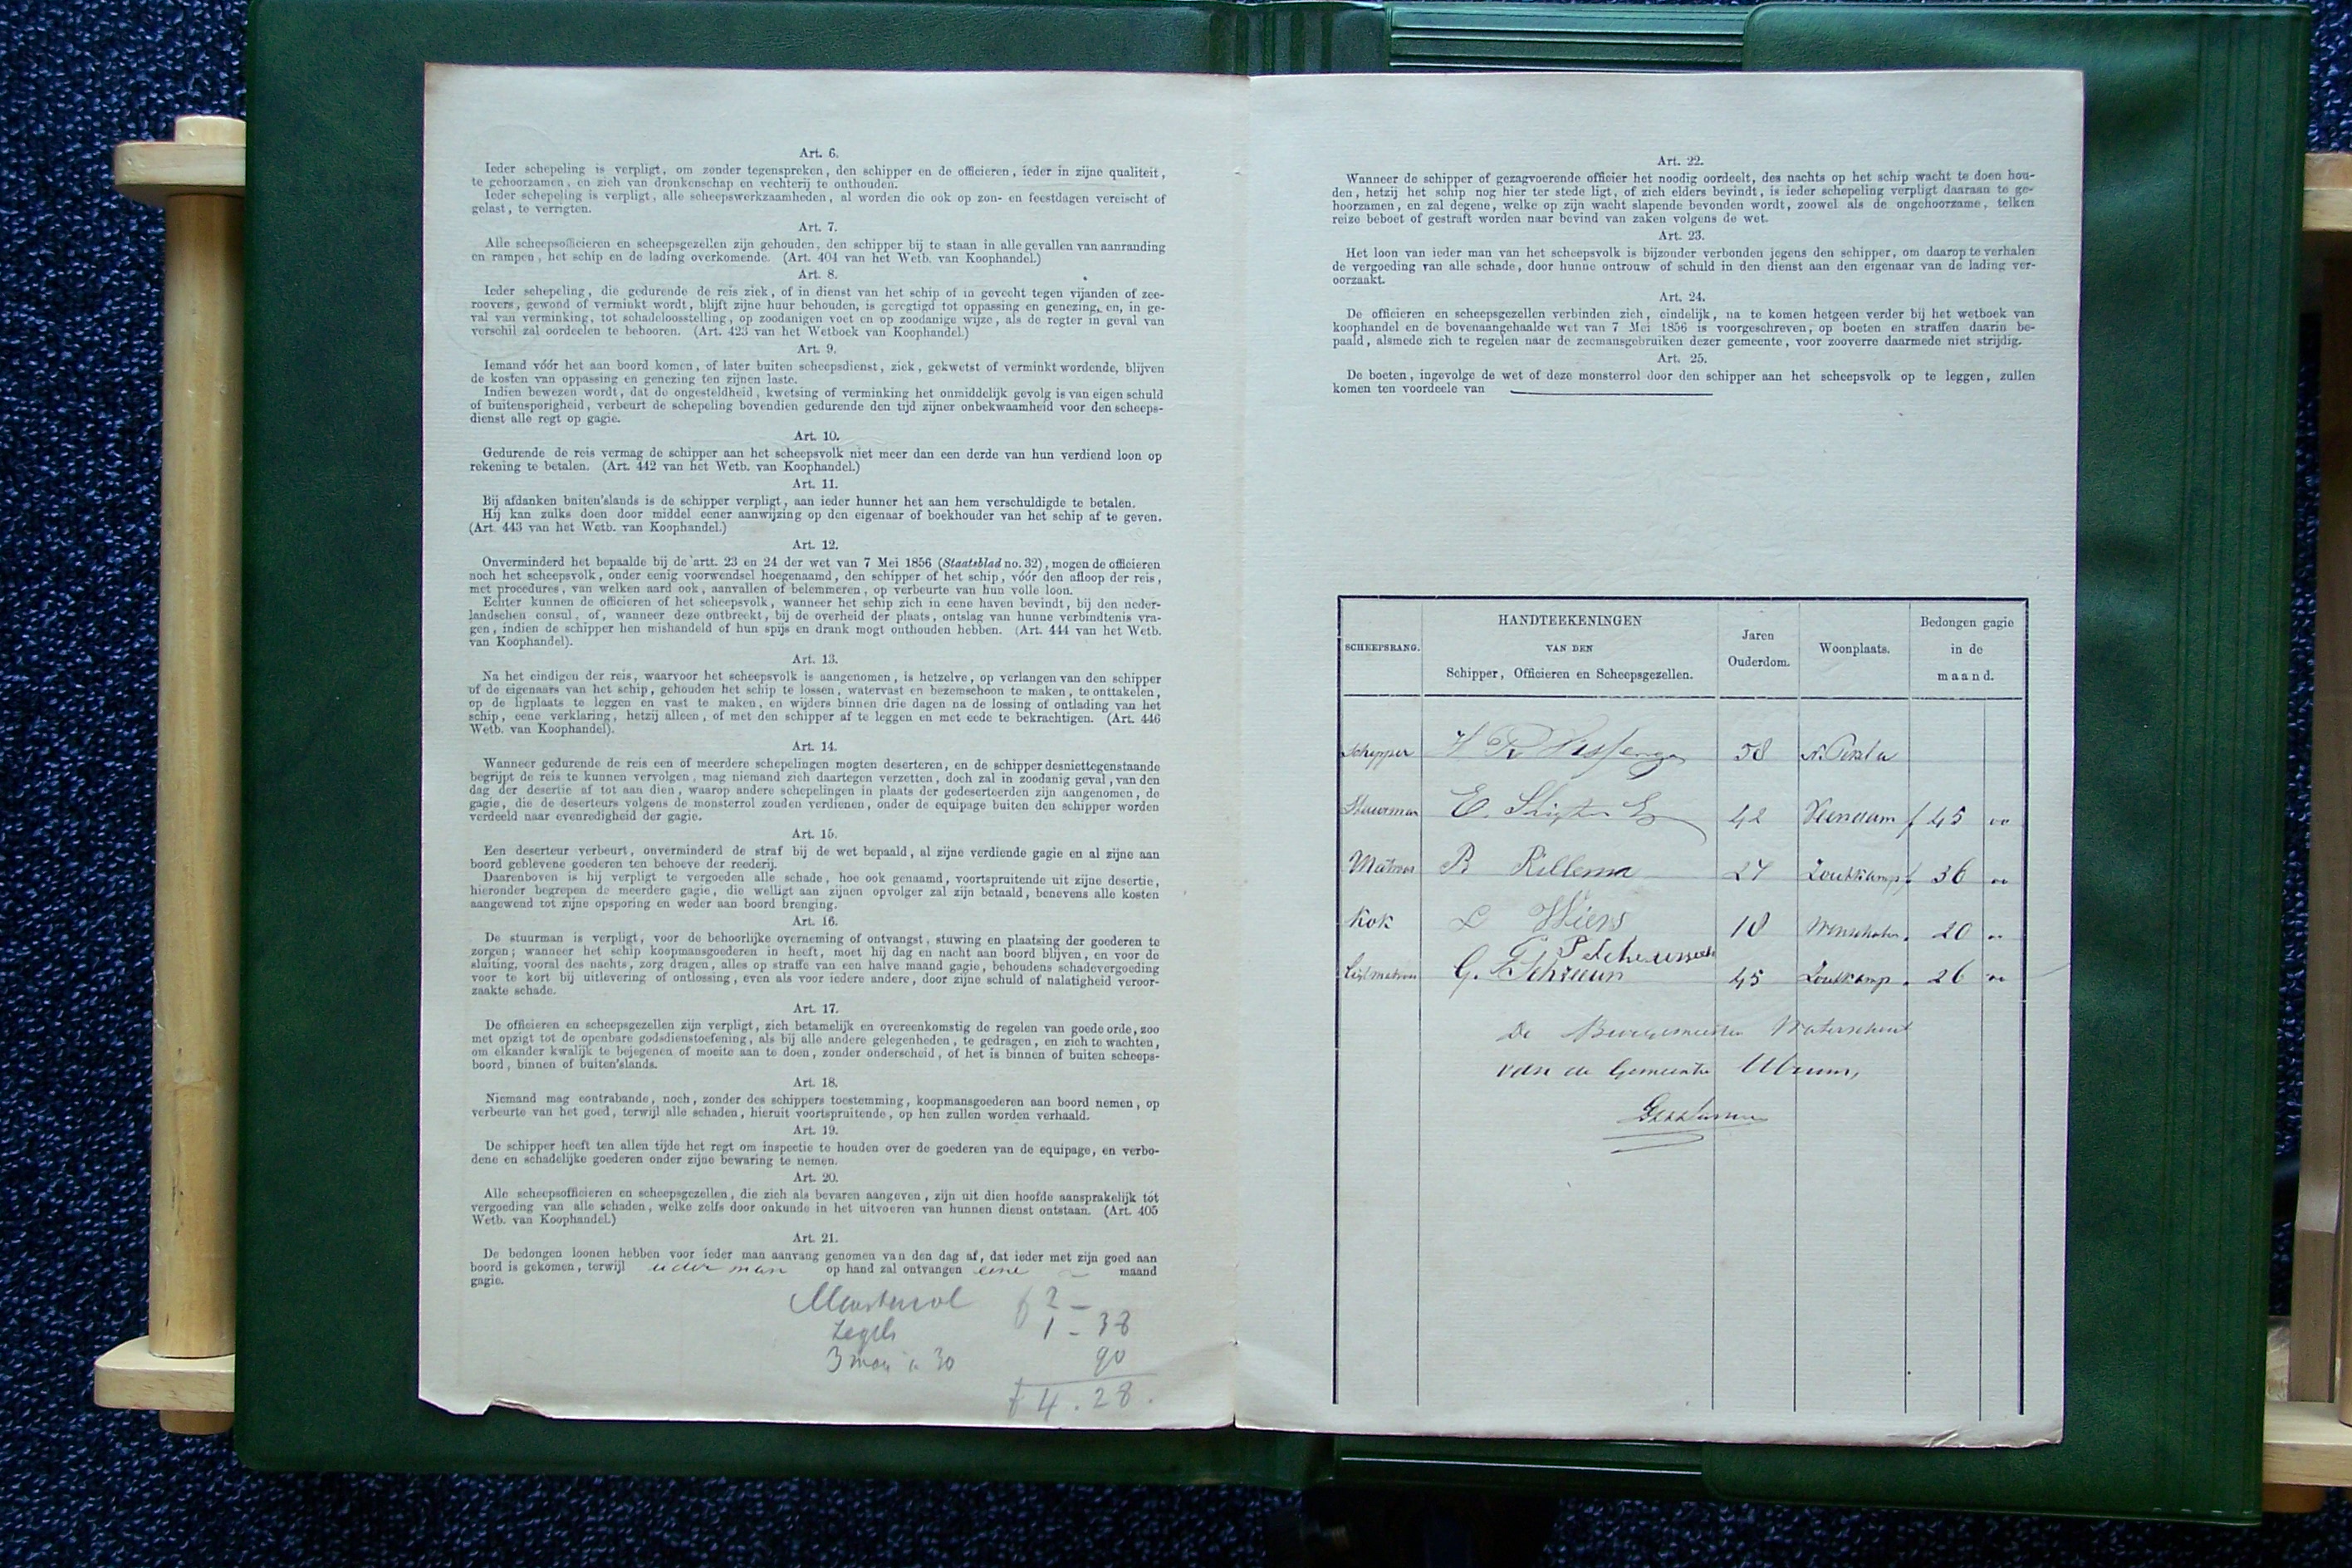 Art. 6.
Ieder schepeling is verpligt, om zonder tegenspreken, den schipper en de officieren, ieder in zijne qualiteit,
te gehoorzamen, en zich van dronkenschap en vechterij te onthouden.
Ieder schepeling is verpligt, alle scheepswerkzaamheden, al worden die ook op zon- en feestdagen vereischt of
gelast, te verrigten.
Art. 7.
Alle scheepsofficieren en scheepsgezellen zijn gehouden, den schipper bij te staan in alle gevallen van aanranding
en rampen, het schip en de lading overkomende. (Art. 404 van het Wetb. van Koophandel.)
Art. 8.
Ieder schepeling, die gedurende de reis ziek, of in dienst van het schip of in gevecht tegen vijanden of zee-
roovers, gewond of verminkt wordt, blijft zijne huur behouden, is geregtigd tot oppassing en genezing, en, in ge-
val van verminking, tot schadeloosstelling, op zoodanigen voet en op zoodanige wijze, als de regter in geval van
verschil zal oordeelen te behooren. (Art. 423 van het Wetboek van Koophandel.)
Art. 9.
Iemand vóór het aan boord komen, of later buiten scheepsdienst, ziek, gekwetst of verminkt wordende, blijven
de kosten van oppassing en genezing ten zijnen laste.
Indien bewezen wordt, dat de ongesteldheid, kwetsing of verminking het onmiddelijk gevolg is van eigen schuld
of buitensporigheid, verbeurt de schepeling bovendien gedurende den tijd zijner onbekwaamheid voor den scheeps-
dienst alle regt op gagie.
Art. 10.
Gedurende de reis vermag de schipper aan het scheepsvolk niet meer dan een derde van hun verdiend loon op
rekening te betalen. (Art. 442 van het Wetb. van Koophandel.)
Art. 11.
Bij afdanken buiten'slands is de schipper verpligt, aan ieder hunner het aan hem verschuldigde te betalen.
Hij kan zulks doen door middel eener aanwijzing op den eigenaar of boekhouder van het schip af te geven.
(Art. 443 van het Wetb. van Koophandel.)
Art. 12.
Onverminderd het bepaalde bij de artt. 23 en 24 der wet van 7 Mei 1856 (Staatsblad no. 32), mogen de officieren
noch het scheepsvolk, onder eenig voorwendsel hoegenaamd, den schipper of het schip, vóór den afloop der reis,
met procedures, van welken aard ook, aanvallen of belemmeren, op verbeurte van hun volle loon.
Echter kunnen de officieren of het scheepsvolk, wanneer het schip zich in eene haven bevindt, bij den neder-
landschen consul, of, wanneer deze ontbreekt, bij de overheid der plaats, ontslag van hunne verbindtenis vra-
gen, indien de schipper hen mishandeld of hun spijs en drank mogt onthouden hebben. (Art. 444 van het Wetb.
van Koophandel).
Art. 13.
Na het eindigen der reis, waarvoor het scheepsvolk is aangenomen, is hetzelve, op verlangen van den schipper
of de eigenaars van het schip, gehouden het schip te lossen, watervast en bezemschoon te maken, te onttakelen,
op de ligplaats te leggen en vast te maken, en wijders binnen drie dagen na de lossing of ontlading van het
schip, eene verklaring, hetzij alleen, of met den schipper af te leggen en met eede te bekrachtigen. (Art. 446
Wetb. van Koophandel).
Art. 14.
Wanneer gedurende de reis een of meerdere schepelingen mogten deserteren, en de schipper desniettegenstaande
begrijpt de reis te kunnen vervolgen, mag niemand zich daartegen verzetten, doch zal in zoodanig geval, van den
dag der desertie af tot aan dien, waarop andere schepelingen in plaats der gedeserteerden zijn aangenomen, de
gagie, die de deserteurs volgens de monsterrol zouden verdienen, onder de equipage buiten den schipper worden
verdeeld naar evenredigheid der gagie.
Art. 15.
Een deserteur verbeurt, onverminderd de straf bij de wet bepaald, al zijne verdiende gagie en al zijne aan
boord geblevene goederen ten behoeve der reederij.
Daarenboven is hij verpligt te vergoeden alle schade, hoe ook genaamd, voortspruitende uit zijne desertie,
hieronder begrepen de meerdere gagie, die welligt aan zijnen opvolger zal zijn betaald, benevens alle kosten
aangewend tot zijne opsporing en weder aan boord brenging.
Art. 16.
De stuurman is verpligt, voor de behoorlijke overneming of ontvangst, stuwing en plaatsing der goederen te
zorgen; wanneer het schip koopmansgoederen in heeft, moet hij dag en nacht aan boord blijven, en voor de
sluiting, vooral des nachts, zorg dragen, alles op straffe van een halve maand gagie, behoudens schadevergoeding
voor te kort bij uitlevering of ontlossing, even als voor iedere andere, door zijne schuld of nalatigheid veroor-
zaakte schade.
Art. 17.
De officieren en scheepsgezellen zijn verpligt, zich betamelijk en overeenkomstig de regelen van goede orde, zoo
met opzigt tot de openbare godsdienstoefening, als bij alle andere gelegenheden, te gedragen, en zich te wachten,
om elkander kwalijk te bejegenen of moeite aan te doen, zonder onderscheid, of het is binnen of buiten scheeps-
boord, binnen of buiten'slands.
Art. 18.
Niemand mag contrabande, noch, zonder des schippers toestemming, koopmansgoederen aan boord nemen, op
verbeurte van het goed, terwijl alle schaden, hieruit voortspruitende, op hen zullen worden verhaald.
Art. 19.
De schipper heeft ten allen tijde het regt om inspectie te houden over de goederen van de equipage, en verbo-
dene en schadelijke goederen onder zijne bewaring te nemen.
Art. 20.
Alle scheepsofficieren en scheepsgezellen, die zich als bevaren aangeven, zijn uit dien hoofde aansprakelijk tot
vergoeding van alle schaden, welke zelfs door onkunde in het uitvoeren van hunnen dienst ontstaan. (Art. 405
Wetb. van Koophandel.)
Art. 21.
De bedongen loonen hebben voor ieder man aanvang genomen van den dag af, dat ieder met zijn goed aan
boord is gekomen, terwijl ieder man op hand zal ontvangen eene maand
gagie.
Monsterrol f 2 –
Zegels 1 – 38
3 man a 30 90
f 4.28.
Art. 22.
Wanneer de schipper of gezagvoerende officier het noodig oordeelt, des nachts op het schip wacht te doen hou-
den, hetzij het schip nog hier ter stede ligt, of zich elders bevindt, is ieder schepeling verpligt daaraan te ge-
hoorzamen, en zal degene, welke op zijn wacht slapende bevonden wordt, zoowel als de ongehoorzame, telken
reize beboet of gestraft worden naar bevind van zaken volgens de wet.
Art. 23.
Het loon van ieder man van het scheepsvolk is bijzonder verbonden jegens den schipper, om daarop te verhalen
de vergoeding van alle schade, door hunne ontrouw of schuld in den dienst aan den eigenaar van de lading ver-
oorzaakt.
Art. 24.
De officieren en scheepsgezellen verbinden zich, eindelijk, na te komen hetgeen verder bij het wetboek van
koophandel en de bovenaangehaalde wet van 7 Mei 1856 is voorgeschreven, op boeten en straffen daarin be-
paald, alsmede zich te regelen naar de zeemansgebruiken dezer gemeente, voor zooverre daarmede niet strijdig.
Art. 25.
De boeten, ingevolge de wet of deze monsterrol door den schipper aan het scheepsvolk op te leggen, zullen
komen ten voordeele van
SCHEEPSRANG. HANDTEEKENINGEN VAN DEN Schipper, Officieren en Scheepsgezellen. Jaren Ouderdom. Woonplaats. Bedongen gagie in de maand.
Schipper H R 58 N. Pekela
Stuurman E. 42 Veendam f 45 00
Matroos B Rillema 27 Zoutkamp f 36 00
Kok L Wiers 18 Winschoten 20 00
Ligtmatroos G. 45 Zoutkamp 26 00
De Burgemeester Waterschout
van de Gemeente Ulrum,